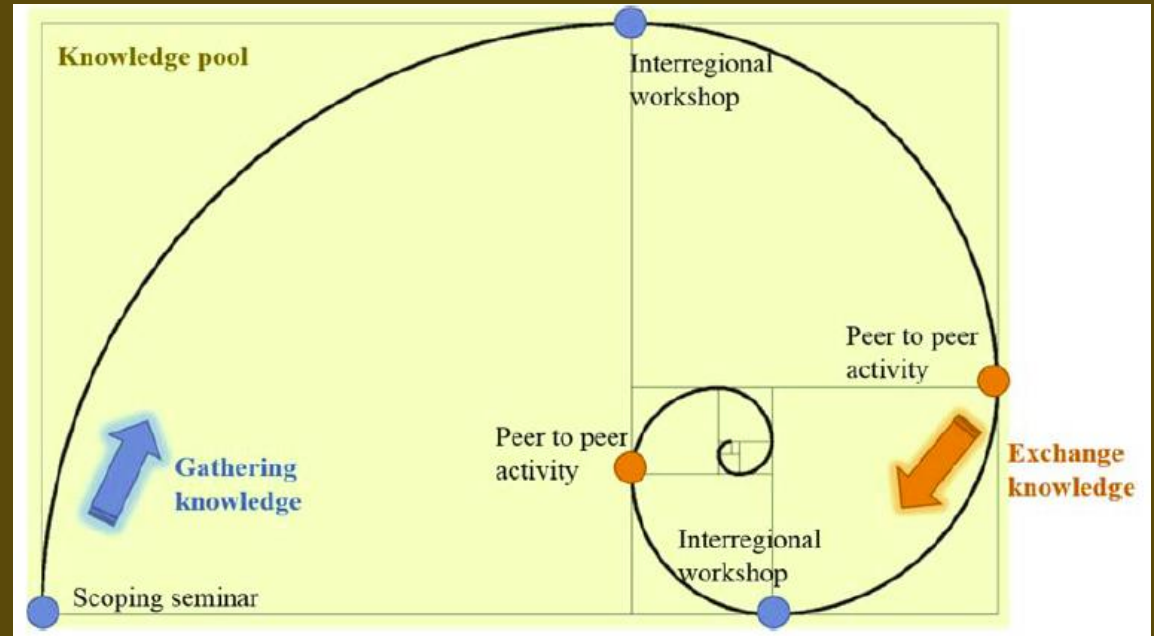 Knowledge pool
Interregional
workshop
Peer to peer
activity
Peer to peer
activity
Gathering
knowledge
Exchange
knowledge
Interregional
workshop
Scoping seminar